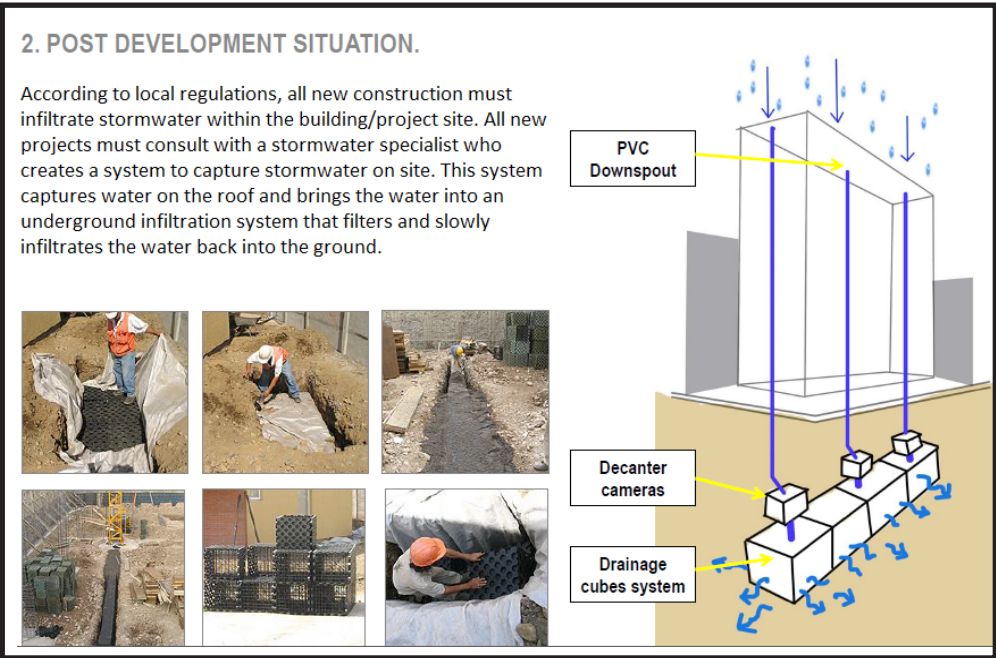 2. POST DEVELOPMENT SITUATION.
According to local regulations, all new construction must
infiltrate stormwater within the building/project site. All new
projects must consult with a stormwater specialist who
creates a system to capture stormwater on site. This system
captures water on the roof and brings the water into an
underground infiltration system that filters and slowly
infiltrates the water back into the ground.
PVC
Downspout
Decanter
cameras
Drainage
cubes system